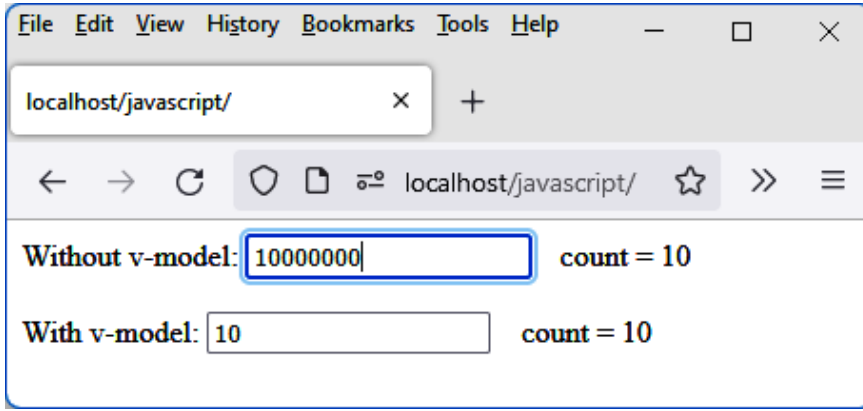 File Edit View History Bookmarks Tools Help
localhost/javascript/
localhost/javascript/
Without v-model: 10000000 count = 10
With v-model: 10 count = 10